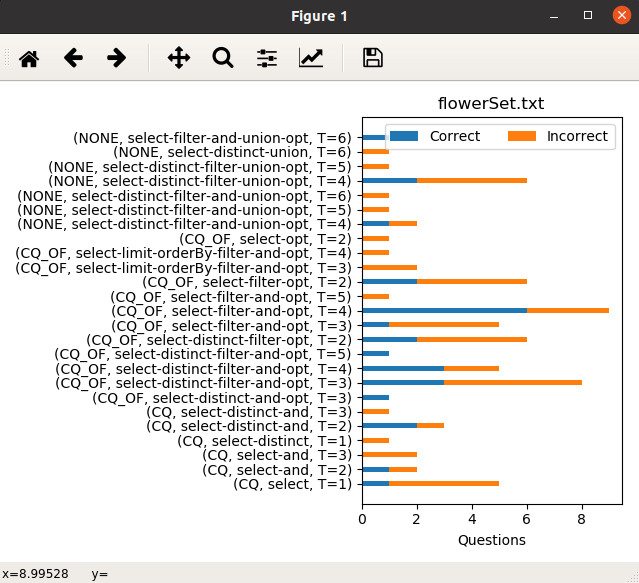 Figure 1
flowerSet.txt
Correct Incorrect
(NONE, select-filter-and-union-opt, T=6)
(NONE, select-distinct-union, T=6)
(NONE, select-distinct-filter-union-opt, T=5)
(NONE, select-distinct-filter-union-opt, T=4)
(NONE, select-distinct-filter-and-union-opt, T=6)
(NONE, select-distinct-filter-and-union-opt, T=5)
(NONE, select-distinct-filter-and-union-opt, T=4)
(CQ_OF, select-opt, T=2)
(CQ_OF, select-limit-orderBy-filter-and-opt, T=4)
(CQ_OF, select-limit-orderBy-filter-and-opt, T=3)
(CQ_OF, select-filter-opt, T=2)
(CQ_OF, select-filter-and-opt, T=5)
(CQ_OF, select-filter-and-opt, T=4)
(CQ_OF, select-filter-and-opt, T=3)
(CQ_OF, select-distinct-filter-opt, T=2)
(CQ_OF, select-distinct-filter-and-opt, T=5)
(CQ_OF, select-distinct-filter-and-opt, T=4)
(CQ_OF, select-distinct-filter-and-opt, T=3)
(CQ_OF, select-distinct-and-opt, T=3)
(CQ, select-distinct-and, T=3)
(CQ, select-distinct-and, T=2)
(CQ, select-distinct, T=1)
(CQ, select-and, T=3)
(CQ, select-and, T=2)
(CQ, select, T=1)
0 2 4 6 8
Questions
x=8.99528 y=